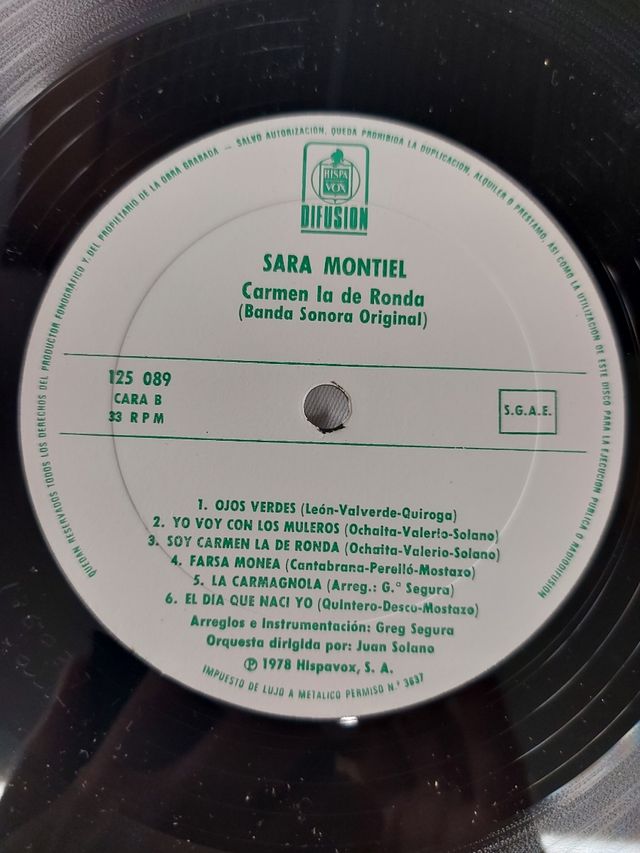 QUEDAN RESERVADOS TODOS LOS DERECHOS DEL PRODUCTOR FONOGRAFICO Y DEL PROPIETARIO DE LA OBRA GRABADA — SALVO AUTORIZACION, QUEDA PROHIBIDA LA DUPLICACION, ALQUILER O PRESTAMO, ASI COMO LA UTILIZACION DE ESTE DISCO PARA LA EJECUCION PUBLICA O RADIODIFUSION
HISPA
VOX
DIFUSION
SARA MONTIEL
Carmen la de Ronda
(Banda Sonora Original)
125 089
CARA B
33 RPM
S.G.A.E.
1. OJOS VERDES (León-Valverde-Quiroga)
2. YO VOY CON LOS MULEROS (Ochaita-Valerio-Solano)
3. SOY CARMEN LA DE RONDA (Ochaita-Valerio-Solano)
4. FARSA MONEA (Cantabrana-Perelló-Mostazo)
5. LA CARMAGNOLA (Arreg.: G.ª Segura)
6. EL DIA QUE NACI YO (Quintero-Desco-Mostazo)
Arreglos e Instrumentación: Greg Segura
Orquesta dirigida por: Juan Solano
℗ 1978 Hispavox, S. A.
IMPUESTO DE LUJO A METALICO PERMISO N.º 3637